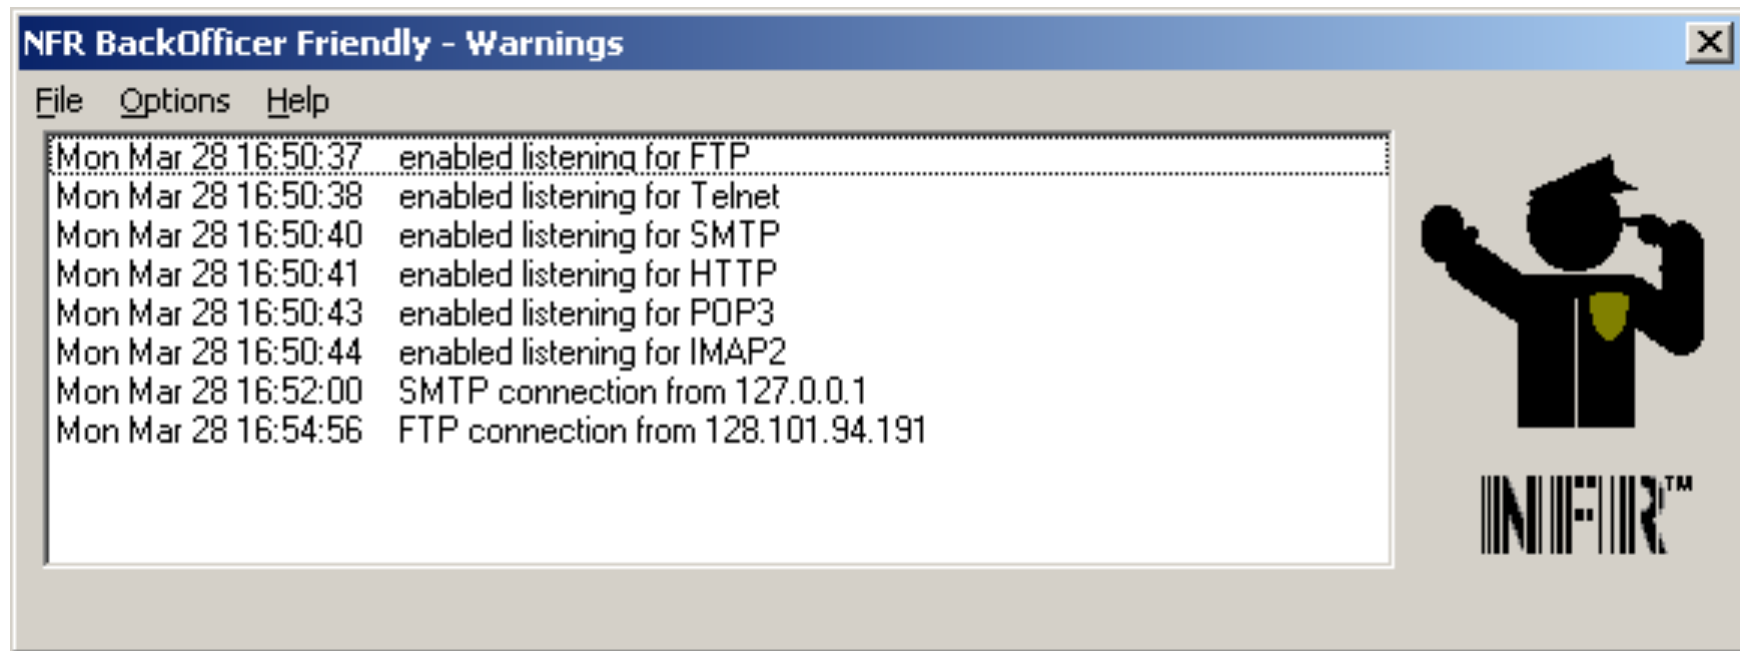 NFR BackOfficer Friendly - Warnings
File Options Help
Mon Mar 28 16:50:37 enabled listening for FTP
Mon Mar 28 16:50:38 enabled listening for Telnet
Mon Mar 28 16:50:40 enabled listening for SMTP
Mon Mar 28 16:50:41 enabled listening for HTTP
Mon Mar 28 16:50:43 enabled listening for POP3
Mon Mar 28 16:50:44 enabled listening for IMAP2
Mon Mar 28 16:52:00 SMTP connection from 127.0.0.1
Mon Mar 28 16:54:56 FTP connection from 128.101.94.191
NFR™